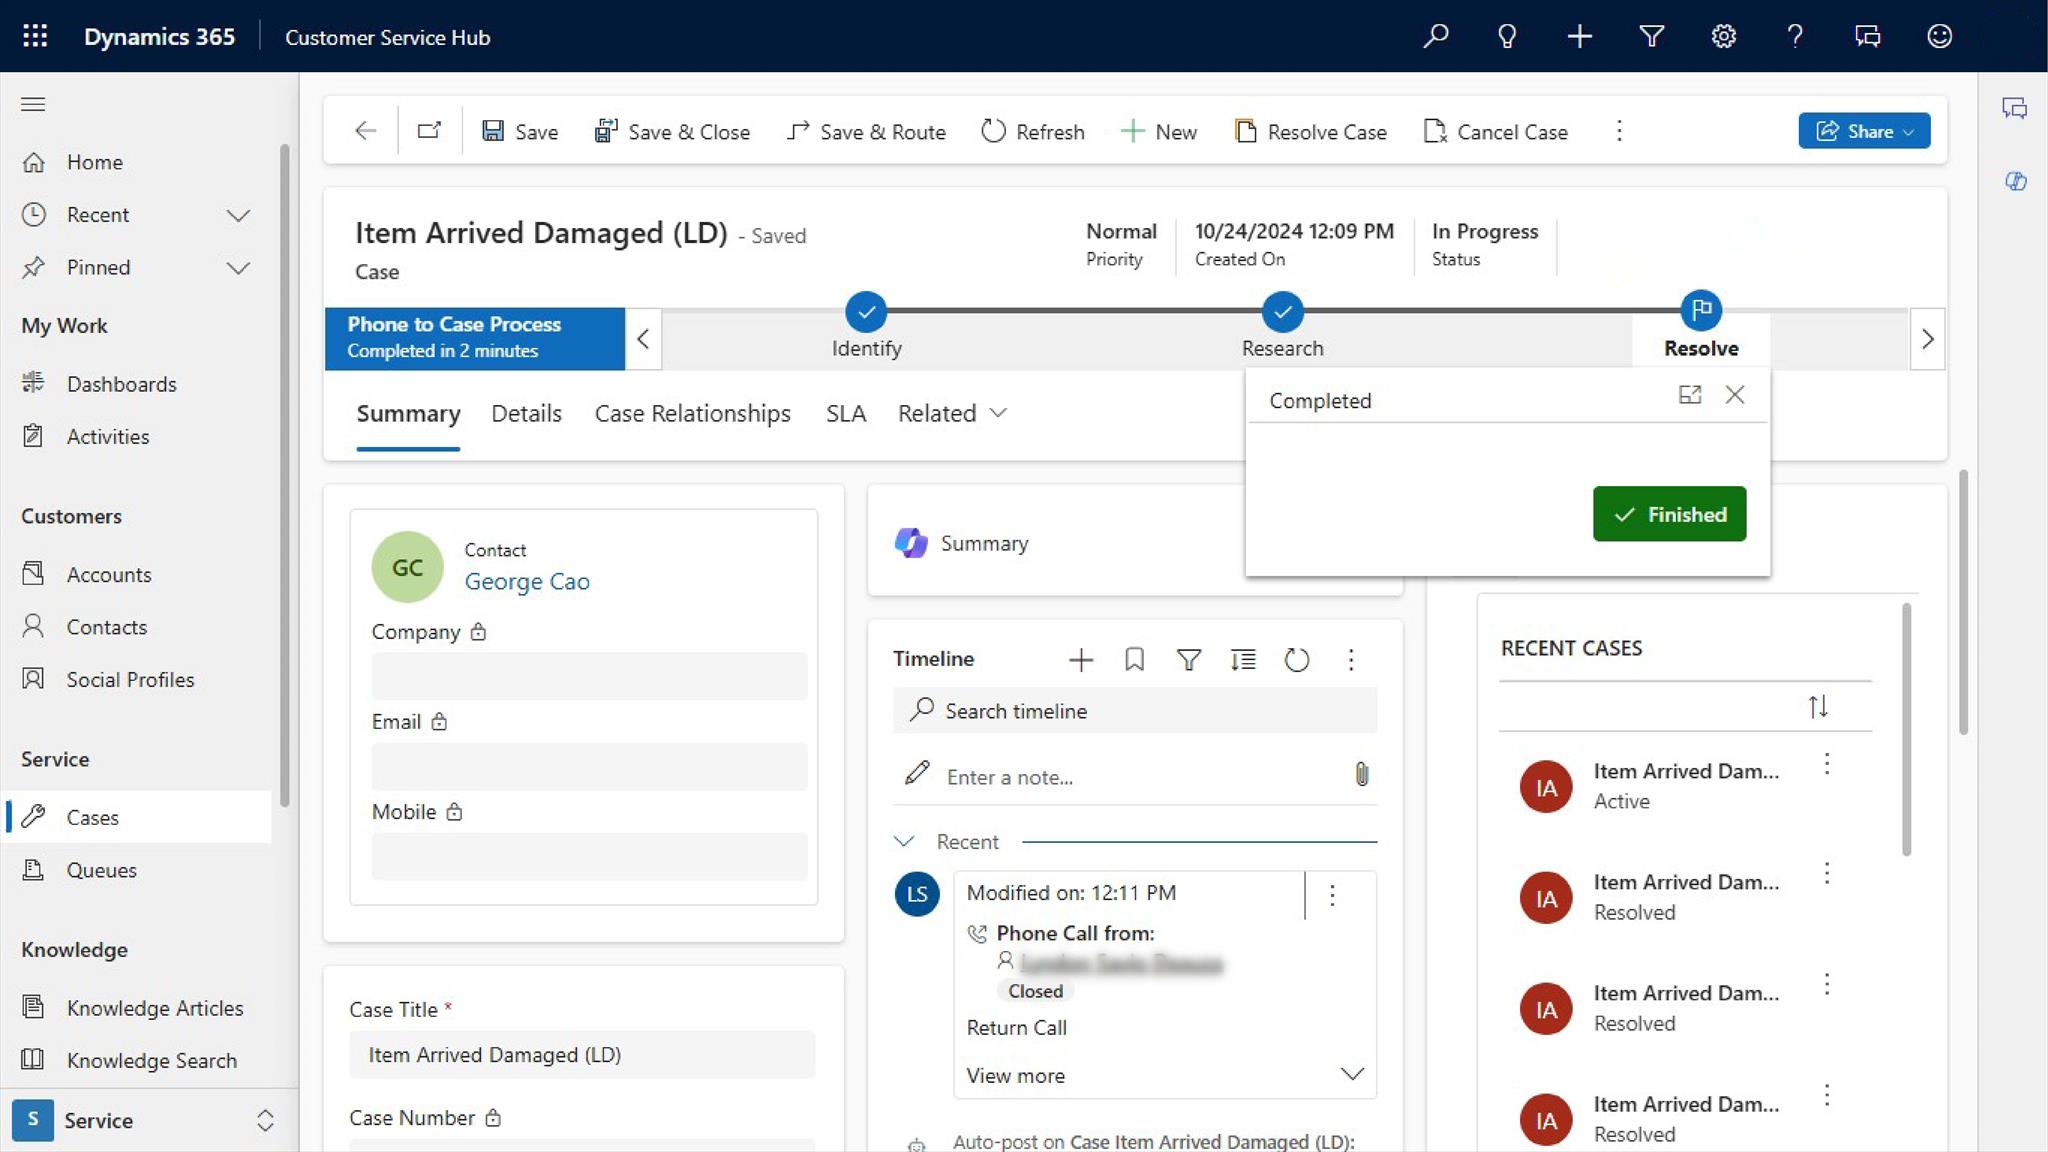 Dynamics 365
Customer Service Hub
Home
Recent
Pinned
My Work
Dashboards
Activities
Customers
Accounts
Contacts
Social Profiles
Service
Cases
Queues
Knowledge
Knowledge Articles
Knowledge Search
S
Service
Save
Save & Close
Save & Route
Refresh
New
Resolve Case
Cancel Case
Share
Item Arrived Damaged (LD) - Saved
Case
Normal
Priority
10/24/2024 12:09 PM
Created On
In Progress
Status
Phone to Case Process
Completed in 2 minutes
Identify
Research
Resolve
Completed
Finished
Summary
Details
Case Relationships
SLA
Related
GC
Contact
George Cao
Company
Email
Mobile
Case Title *
Item Arrived Damaged (LD)
Case Number
Summary
Timeline
Search timeline
Enter a note...
Recent
LS
Modified on: 12:11 PM
Phone Call from:
Closed
Return Call
View more
Auto-post on Case Item Arrived Damaged (LD):
RECENT CASES
IA
Item Arrived Dam...
Active
IA
Item Arrived Dam...
Resolved
IA
Item Arrived Dam...
Resolved
IA
Item Arrived Dam...
Resolved